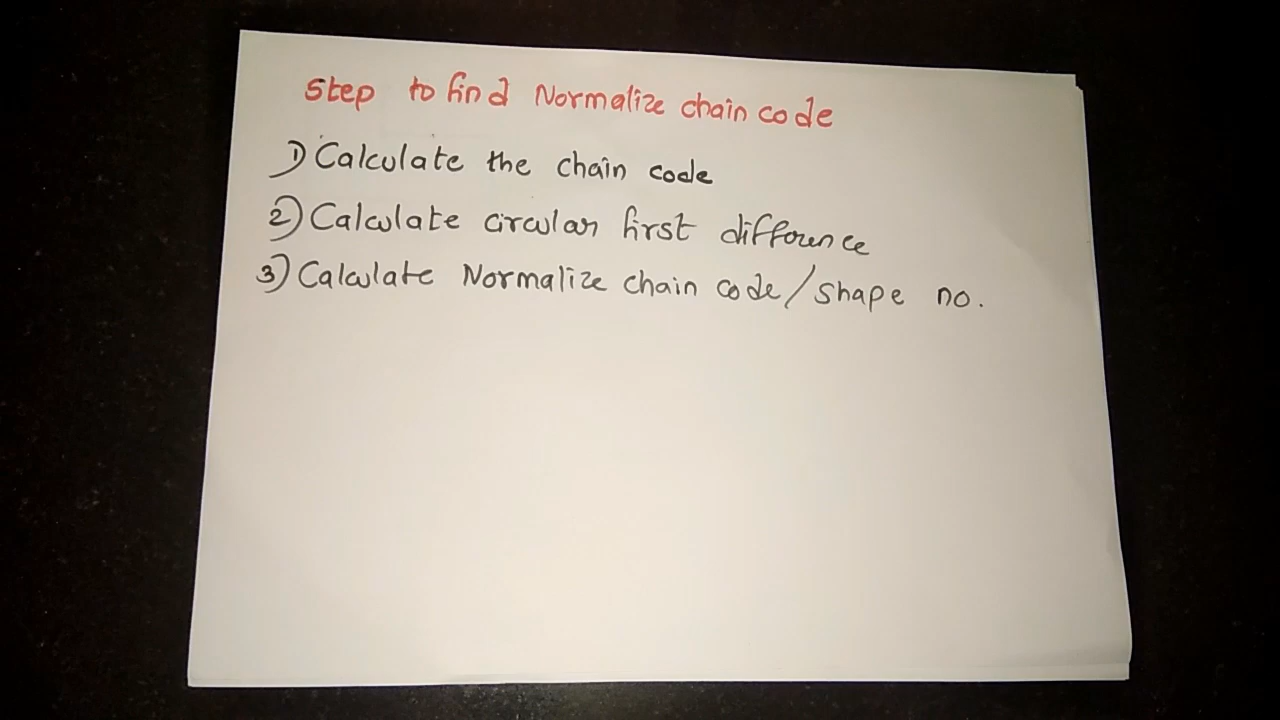 Step to find Normalize chain code
1) Calculate the chain code
2) Calculate circular first difference
3) Calculate Normalize chain code/shape no.